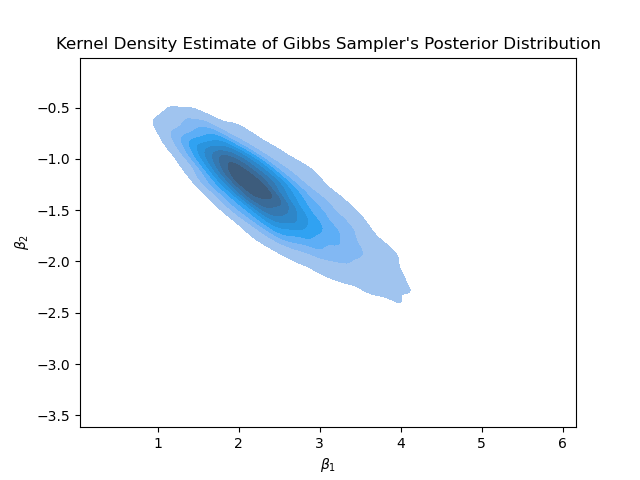 Kernel Density Estimate of Gibbs Sampler's Posterior Distribution
−0.5
−1.0
−1.5
−2.0
−2.5
−3.0
−3.5
β₂
1 2 3 4 5 6
β₁